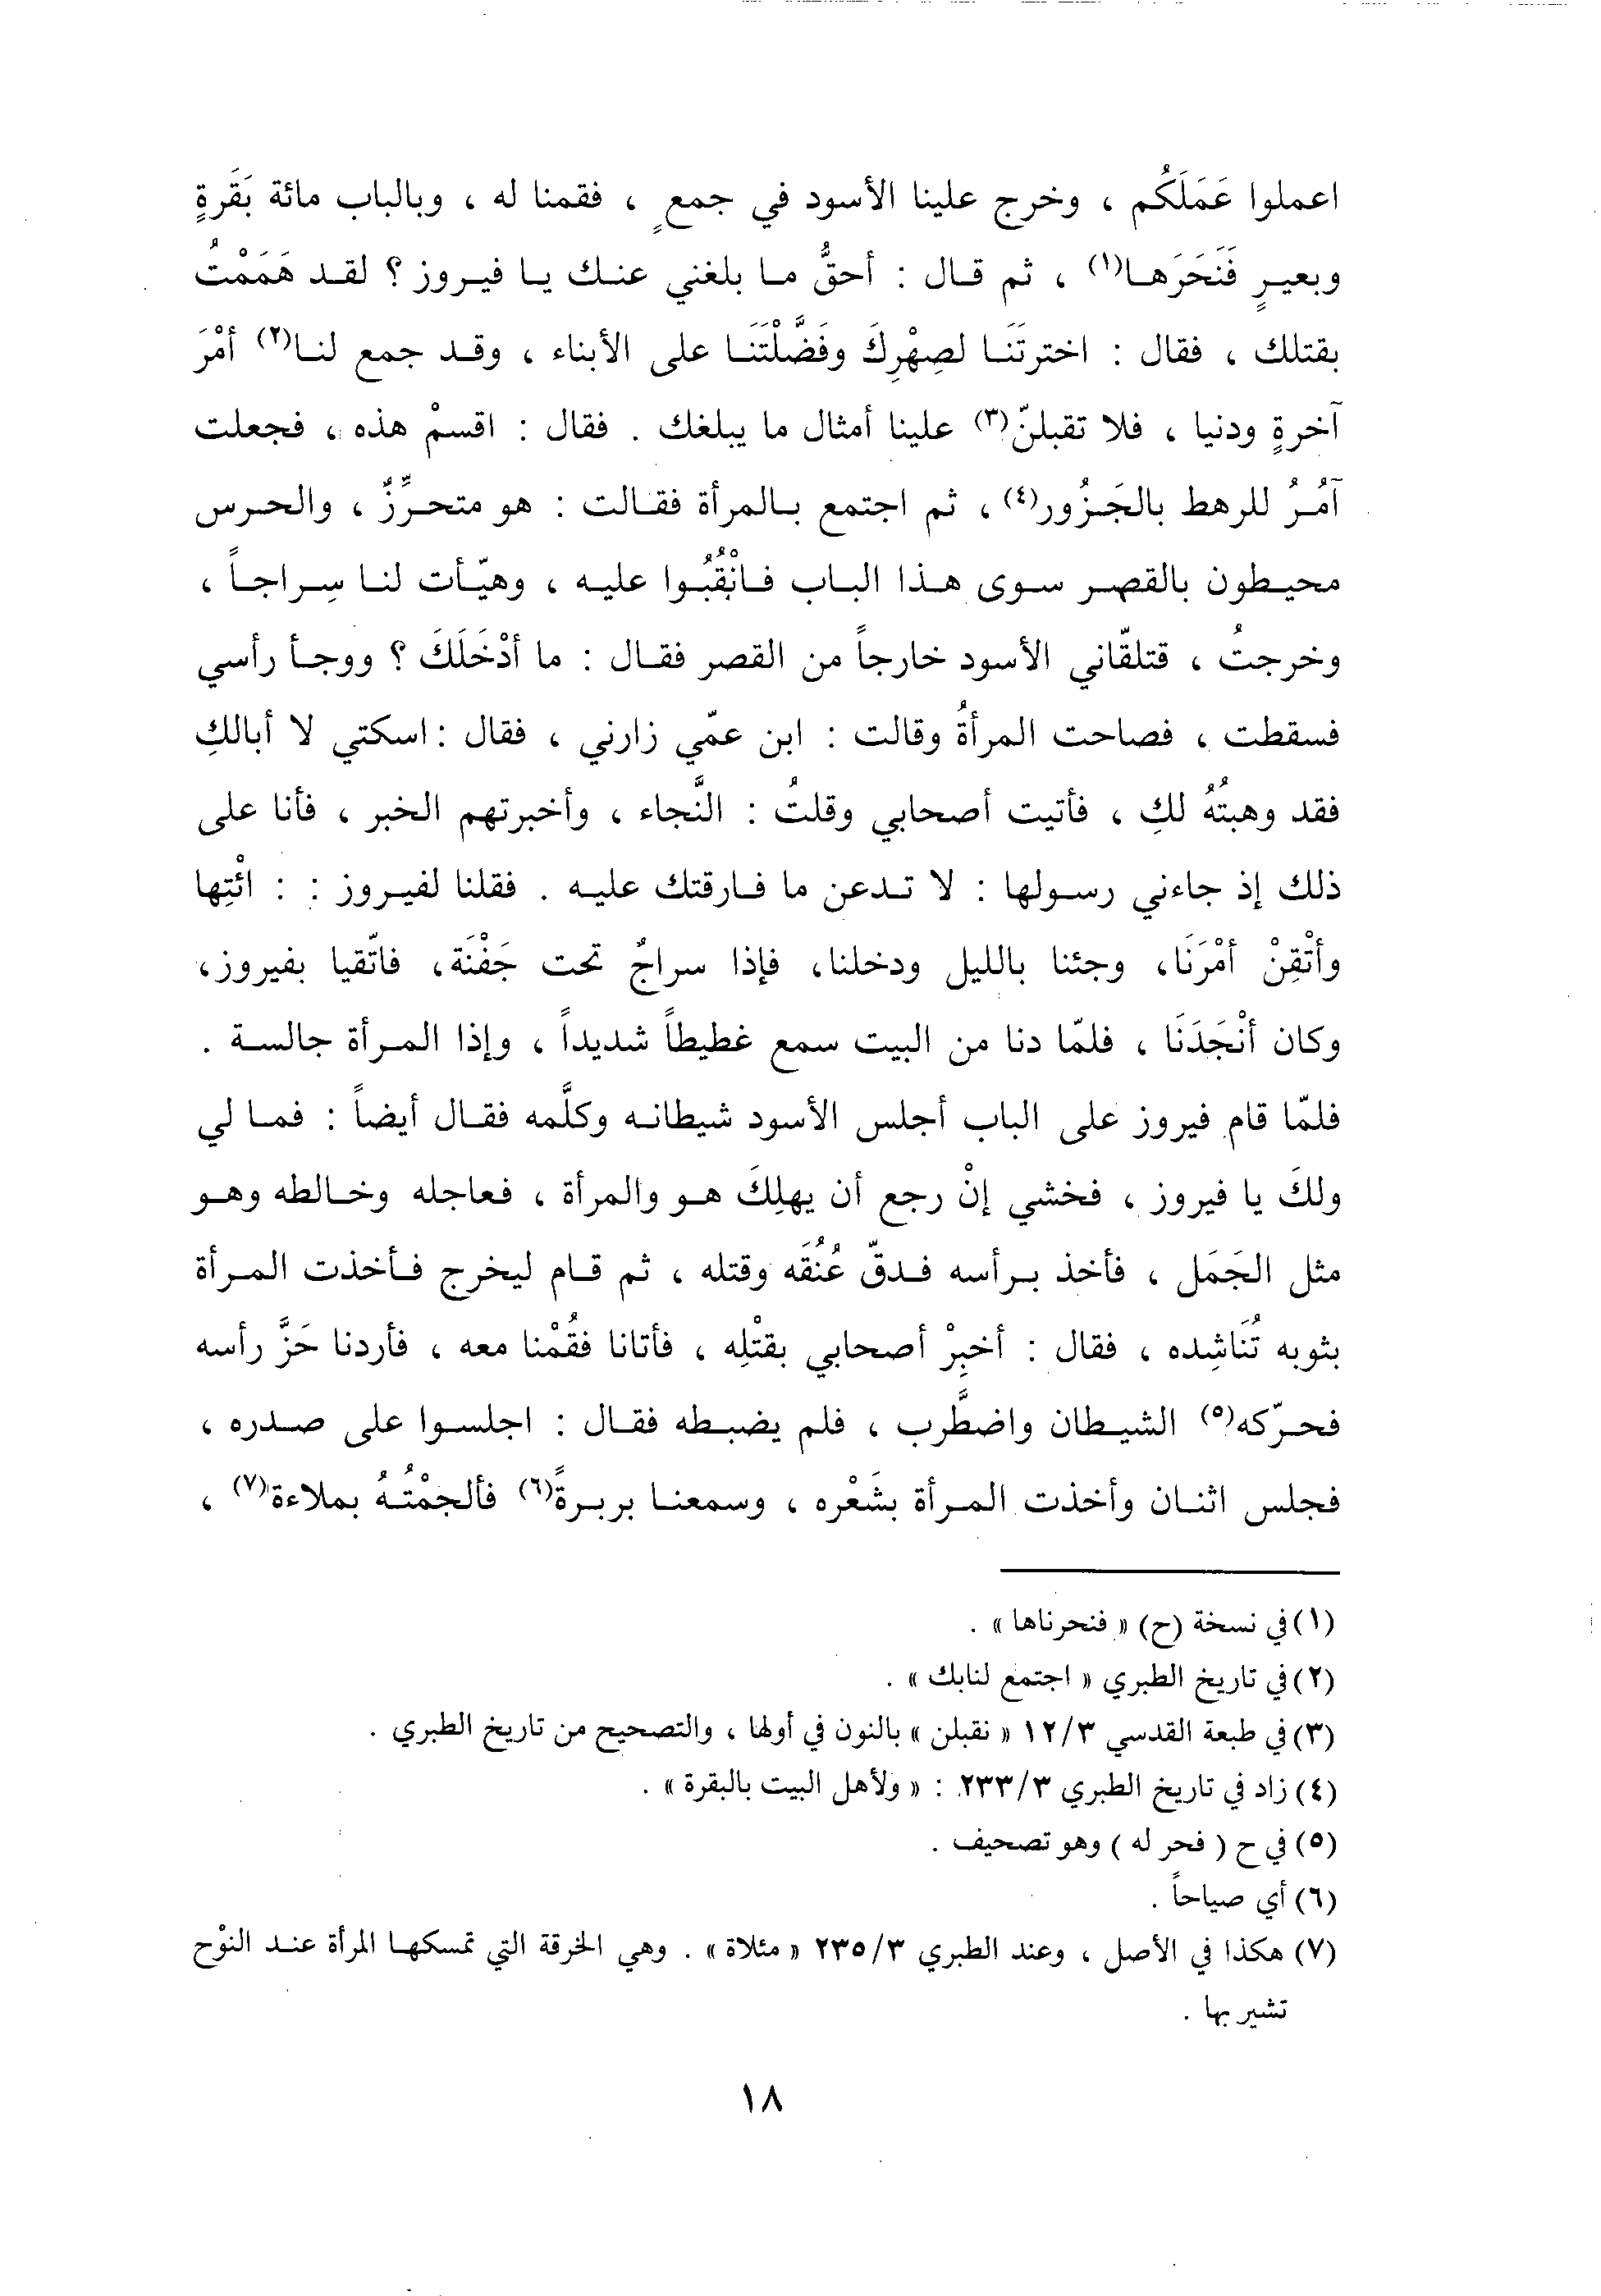 اعملوا عَمَلَكُم ، وخرج علينا الأسود في جمعٍ ، فقمنا له ، وبالباب مائة بَقَرةٍ
وبعيرٍ فَنَحَرَها(١) ، ثم قال : أحقٌّ ما بلغني عنك يا فيروز ؟ لقد هَمَمْتُ
بقتلك ، فقال : اخترتَنَا لصِهْرِكَ وفَضَّلْتَنَا على الأبناء ، وقد جمع لنا(٢) أمْرَ
آخرةٍ ودنيا ، فلا تقبلنّ(٣) علينا أمثال ما يبلغك . فقال : اقسمْ هذه ، فجعلت
آمُرُ للرهط بالجَزُور(٤) ، ثم اجتمع بالمرأة فقالت : هو متحرِّزٌ ، والحرس
محيطون بالقصر سوى هذا الباب فانْقُبُوا عليه ، وهيّأت لنا سِراجاً ،
وخرجتُ ، قتلقّاني الأسود خارجاً من القصر فقال : ما أدْخَلَكَ ؟ ووجأ رأسي
فسقطت ، فصاحت المرأةُ وقالت : ابن عمّي زارني ، فقال : اسكتي لا أبالكِ
فقد وهبتُهُ لكِ ، فأتيت أصحابي وقلتُ : النَّجاء ، وأخبرتهم الخبر ، فأنا على
ذلك إذ جاءني رسولها : لا تدعن ما فارقتك عليه . فقلنا لفيروز : : ائْتِها
وأتْقِنْ أمْرَنَا، وجئنا بالليل ودخلنا، فإذا سراجٌ تحت جَفْنَة، فاتّقيا بفيروز،
وكان أنْجَدَنَا ، فلمّا دنا من البيت سمع غطيطاً شديداً ، وإذا المرأة جالسة .
فلمّا قام فيروز على الباب أجلس الأسود شيطانه وكلَّمه فقال أيضاً : فما لي
ولكَ يا فيروز ، فخشي إنْ رجع أن يهلِكَ هو والمرأة ، فعاجله وخالطه وهو
مثل الجَمَل ، فأخذ برأسه فدقّ عُنُقَه وقتله ، ثم قام ليخرج فأخذت المرأة
بثوبه تُنَاشِده ، فقال : أخبِرْ أصحابي بقتْلِه ، فأتانا فقُمْنا معه ، فأردنا حَزَّ رأسه
فحرّكه(٥) الشيطان واضطَّرب ، فلم يضبطه فقال : اجلسوا على صدره ،
فجلس اثنان وأخذت المرأة بشَعْره ، وسمعنا بربرةً(٦) فألجمْتُهُ بملاءة(٧) ،
(١) في نسخة (ح) « فنحرناها » .
(٢) في تاريخ الطبري « اجتمع لنابك » .
(٣) في طبعة القدسي ١٢/٣ « نقبلن » بالنون في أولها ، والتصحيح من تاريخ الطبري .
(٤) زاد في تاريخ الطبري ٢٣٣/٣ : « ولأهل البيت بالبقرة » .
(٥) في ح ( فحر له ) وهو تصحيف .
(٦) أي صياحاً .
(٧) هكذا في الأصل ، وعند الطبري ٢٣٥/٣ « مئلاة » . وهي الخرقة التي تمسكها المرأة عند النوْح
تشير بها .
١٨